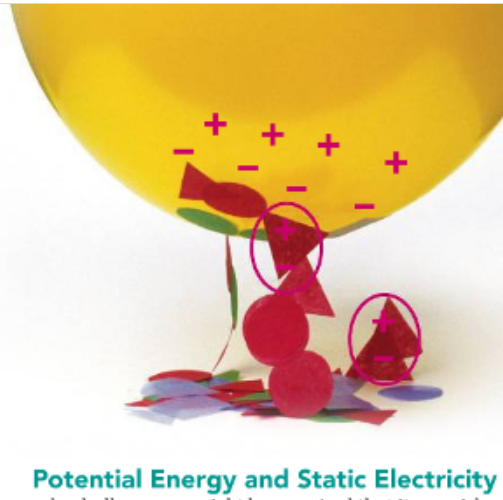 + + + +
– – – –
+
–
+
–
Potential Energy and Static Electricity